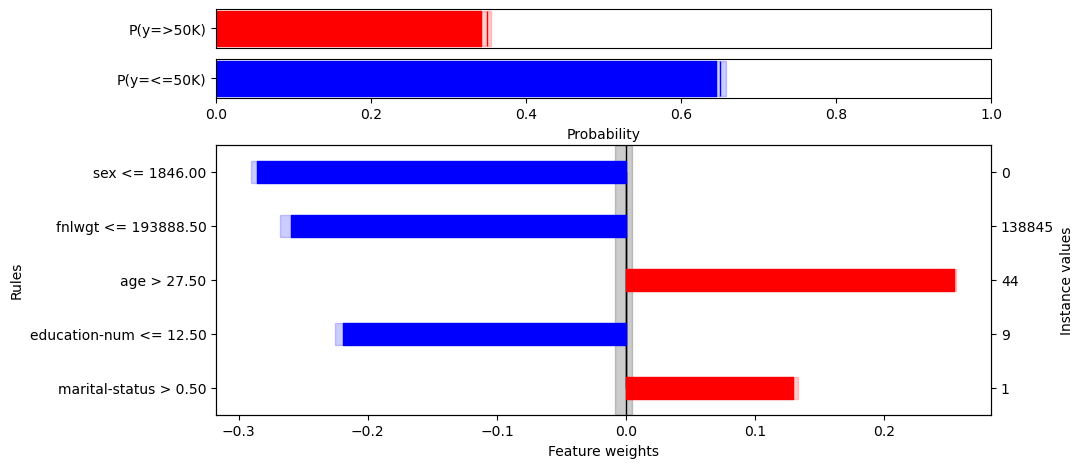 P(y=>50K)
P(y=<=50K)
0.0 0.2 0.4 0.6 0.8 1.0
Probability
Rules
sex <= 1846.00 0
fnlwgt <= 193888.50 138845
age > 27.50 44
education-num <= 12.50 9
marital-status > 0.50 1
Instance values
−0.3 −0.2 −0.1 0.0 0.1 0.2
Feature weights